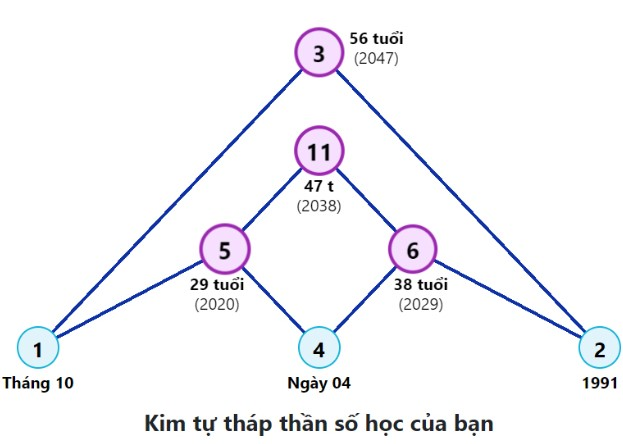 3
56 tuổi
(2047)
11
47 t
(2038)
5
29 tuổi
(2020)
6
38 tuổi
(2029)
1
Tháng 10
4
Ngày 04
2
1991
Kim tự tháp thần số học của bạn